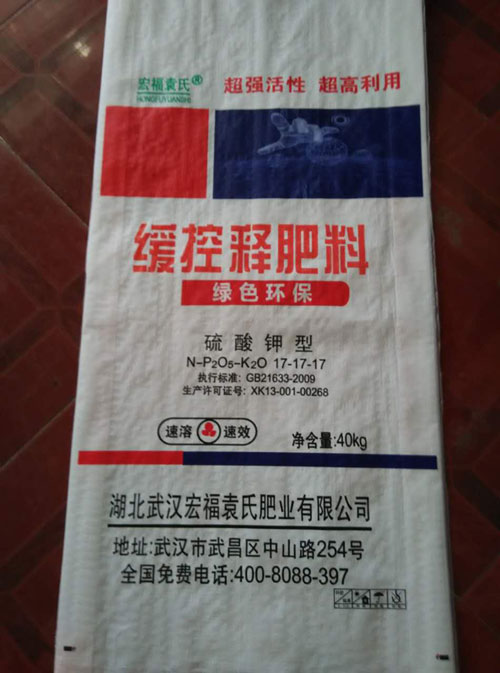 宏福袁氏®
HONGFUYUANSHI
超强活性 超高利用
缓控释肥料
绿色环保
硫酸钾型
N-P₂O₅-K₂O 17-17-17
执行标准: GB21633-2009
生产许可证号: XK13-001-00268
速溶 速效
净含量:40kg
湖北武汉宏福袁氏肥业有限公司
地址:武汉市武昌区中山路254号
全国免费电话:400-8088-397